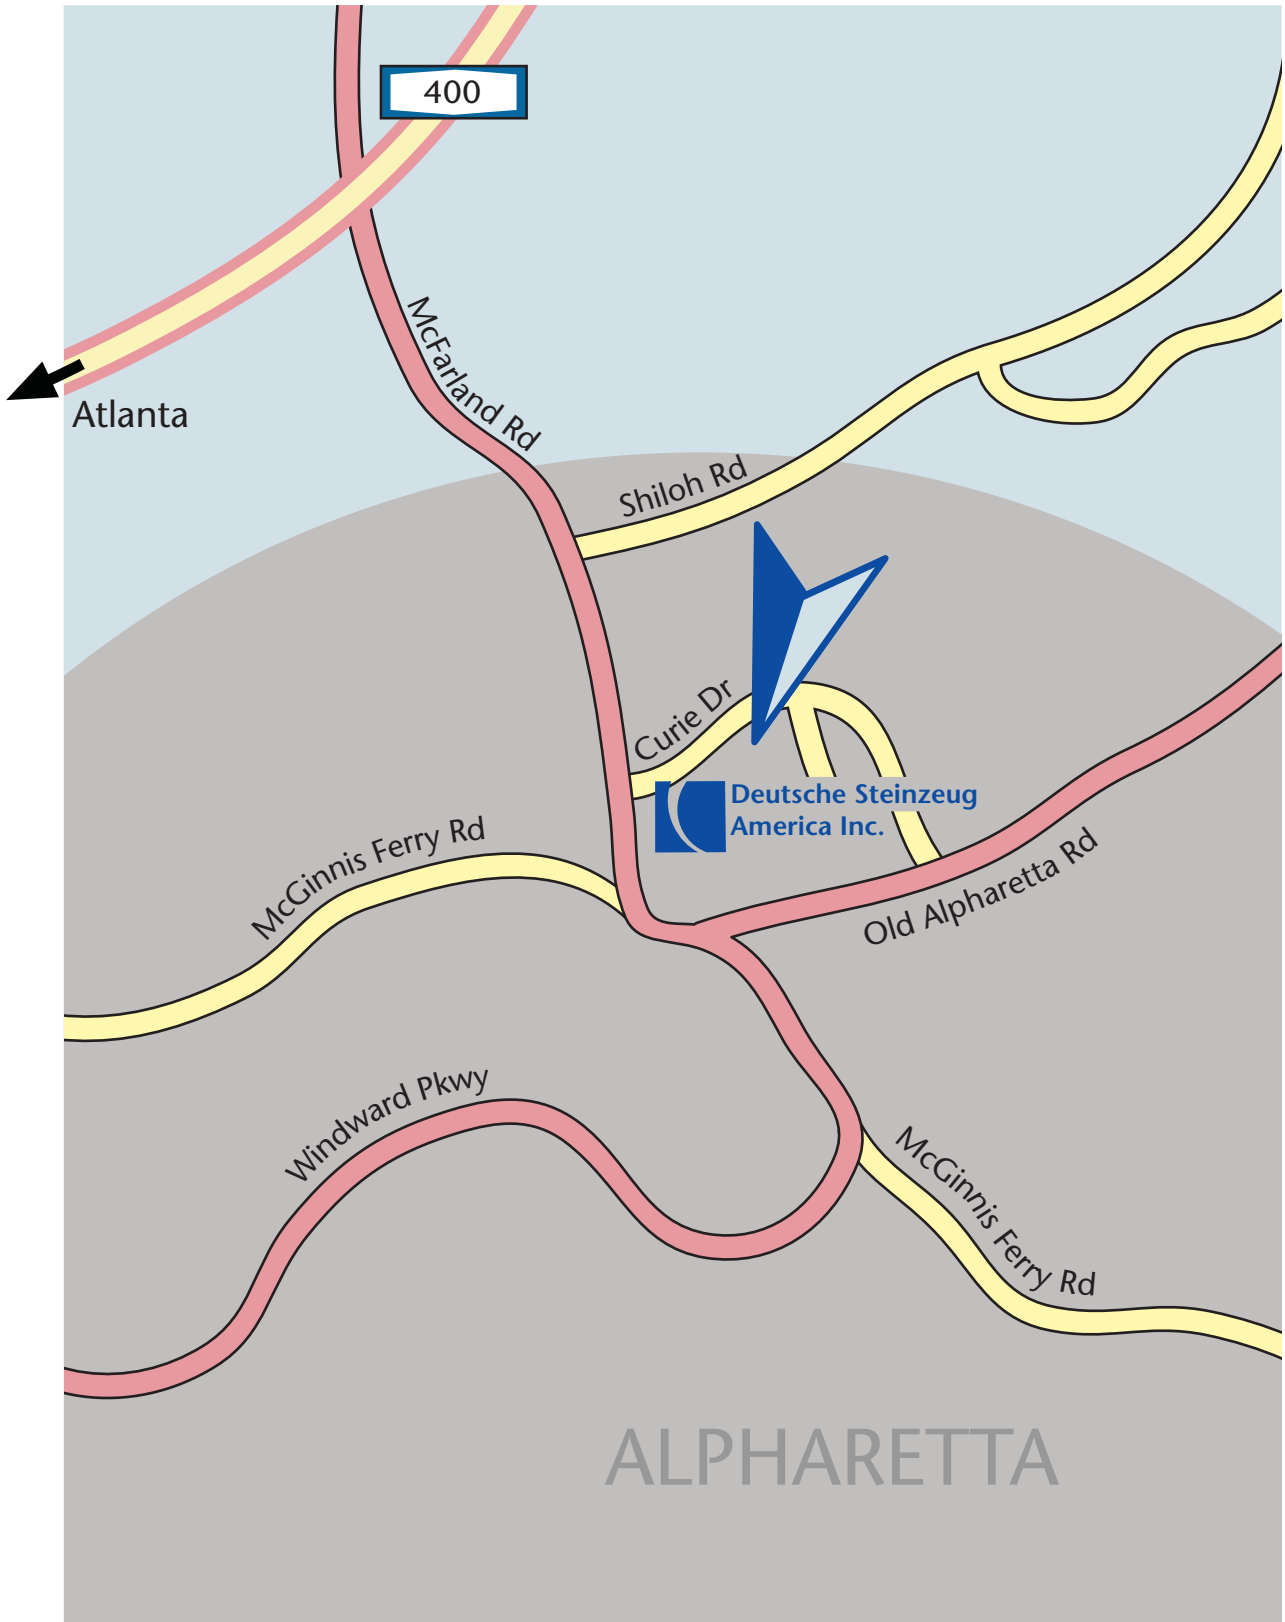 400
McFarland Rd
Atlanta
Shiloh Rd
Curie Dr
Deutsche Steinzeug
America Inc.
McGinnis Ferry Rd
Old Alpharetta Rd
Windward Pkwy
McGinnis Ferry Rd
ALPHARETTA